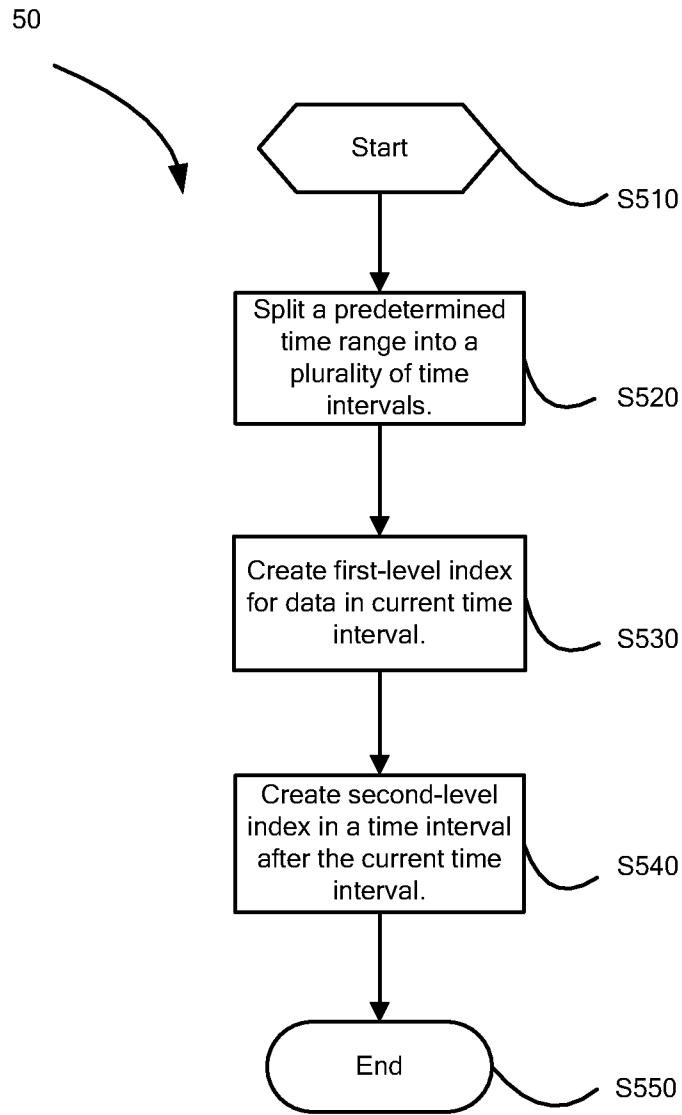 50
Start
S510
Split a predetermined
time range into a
plurality of time
intervals.
S520
Create first-level index
for data in current time
interval.
S530
Create second-level
index in a time interval
after the current time
interval.
S540
End
S550